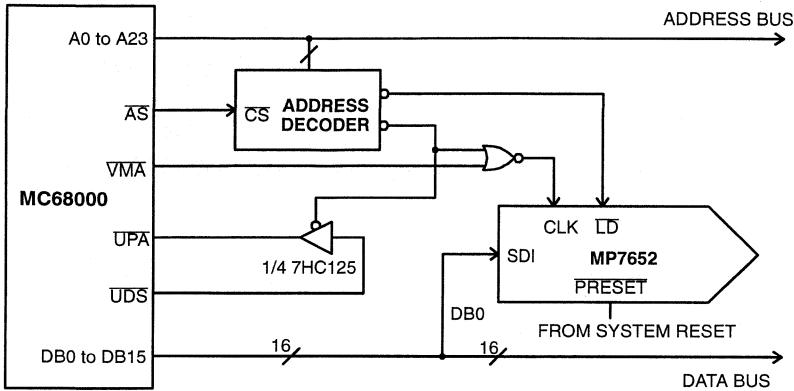 ADDRESS BUS
A0 to A23
AS
CS
ADDRESS
DECODER
VMA
MC68000
CLK LD
UPA
SDI
MP7652
1/4 7HC125
PRESET
UDS
DB0
FROM SYSTEM RESET
16
16
DB0 to DB15
DATA BUS